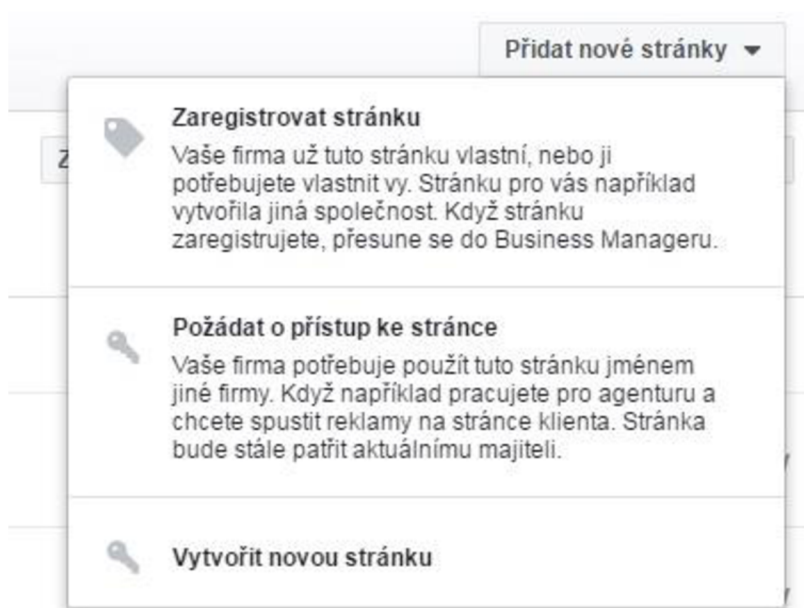 Přidat nové stránky
Zaregistrovat stránku
Vaše firma už tuto stránku vlastní, nebo ji
potřebujete vlastnit vy. Stránku pro vás například
vytvořila jiná společnost. Když stránku
zaregistrujete, přesune se do Business Manageru.
Požádat o přístup ke stránce
Vaše firma potřebuje použít tuto stránku jménem
jiné firmy. Když například pracujete pro agenturu a
chcete spustit reklamy na stránce klienta. Stránka
bude stále patřit aktuálnímu majiteli.
Vytvořit novou stránku